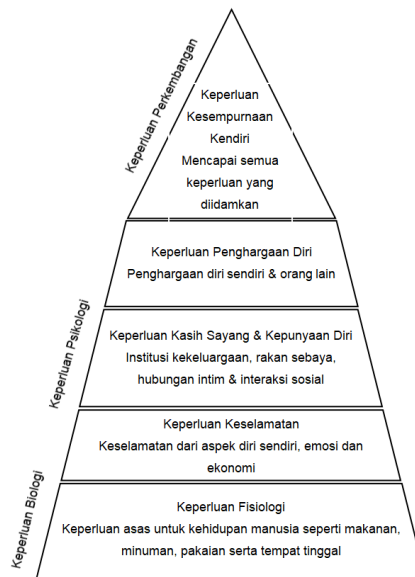 Keperluan Perkembangan
Keperluan
Kesempurnaan
Kendiri
Mencapai semua
keperluan yang
diidamkan
Keperluan Psikologi
Keperluan Penghargaan Diri
Penghargaan diri sendiri & orang lain
Keperluan Kasih Sayang & Kepunyaan Diri
Institusi kekeluargaan, rakan sebaya,
hubungan intim & interaksi sosial
Keperluan Biologi
Keperluan Keselamatan
Keselamatan dari aspek diri sendiri, emosi dan
ekonomi
Keperluan Fisiologi
Keperluan asas untuk kehidupan manusia seperti makanan,
minuman, pakaian serta tempat tinggal